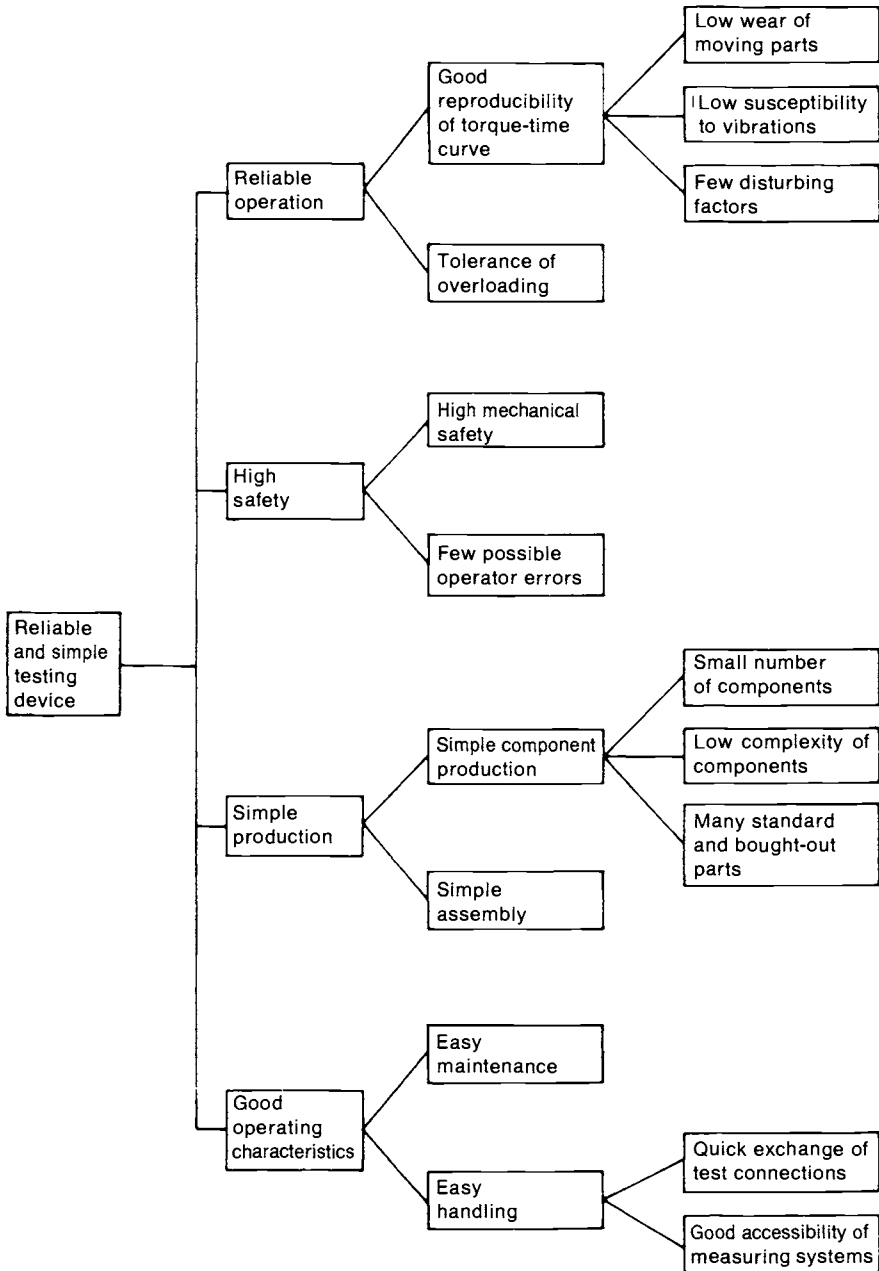 Low wear of
moving parts
Good
reproducibility
of torque-time
curve
Low susceptibility
to vibrations
Reliable
operation
Few disturbing
factors
Tolerance of
overloading
High mechanical
safety
High
safety
Few possible
operator errors
Reliable
and simple
testing
device
Small number
of components
Simple component
production
Low complexity of
components
Simple
production
Many standard
and bought-out
parts
Simple
assembly
Easy
maintenance
Good
operating
characteristics
Quick exchange of
test connections
Easy
handling
Good accessibility of
measuring systems